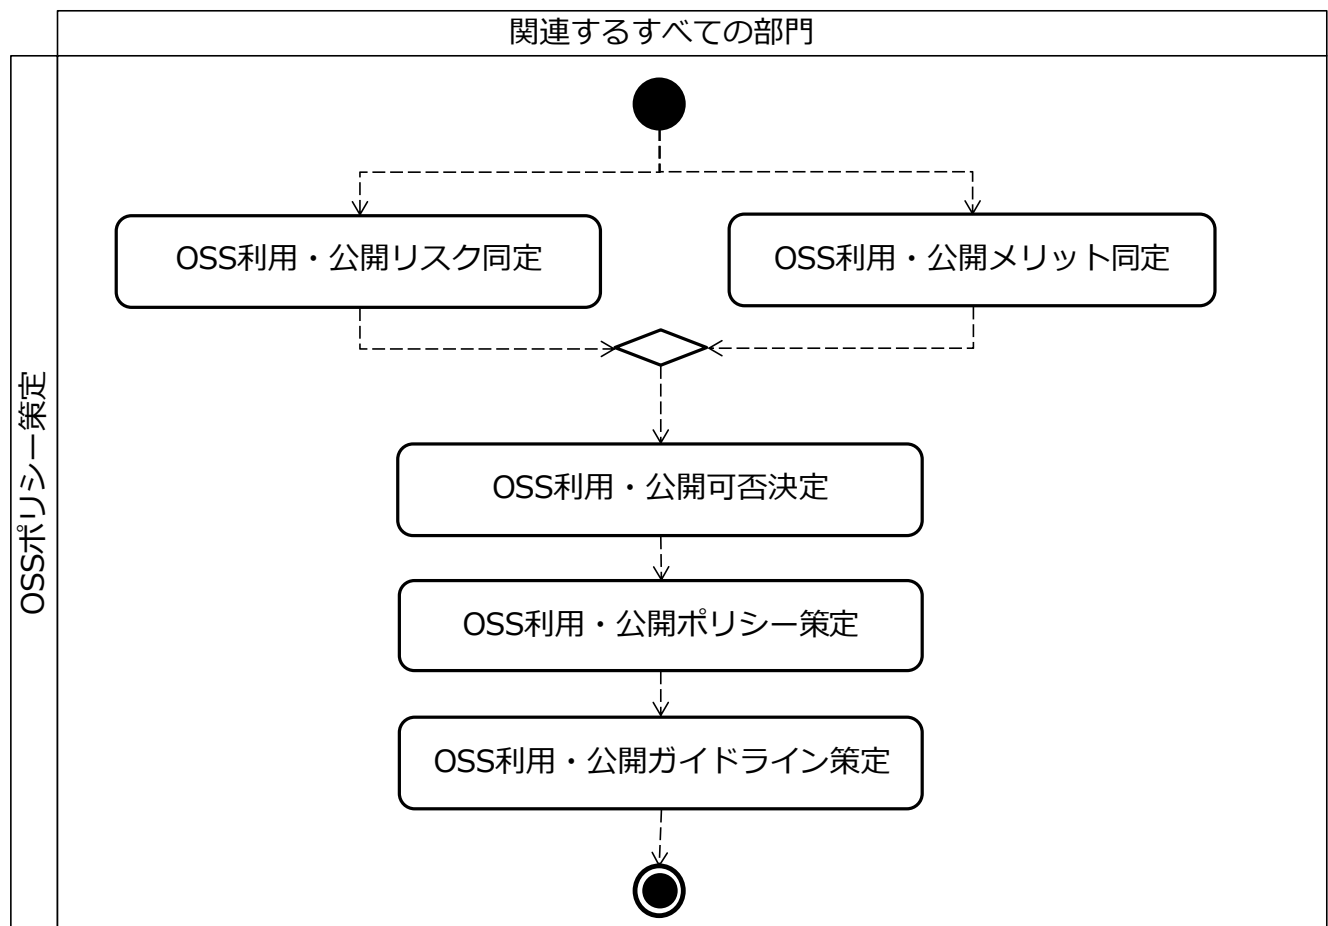 関連するすべての部門
OSSポリシー策定
OSS利用・公開リスク同定
OSS利用・公開メリット同定
OSS利用・公開可否決定
OSS利用・公開ポリシー策定
OSS利用・公開ガイドライン策定